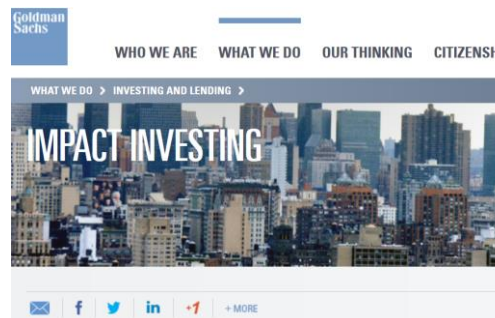 Goldman
Sachs
WHO WE ARE WHAT WE DO OUR THINKING CITIZENSH
WHAT WE DO > INVESTING AND LENDING >
IMPACT INVESTING
f in +1 + MORE